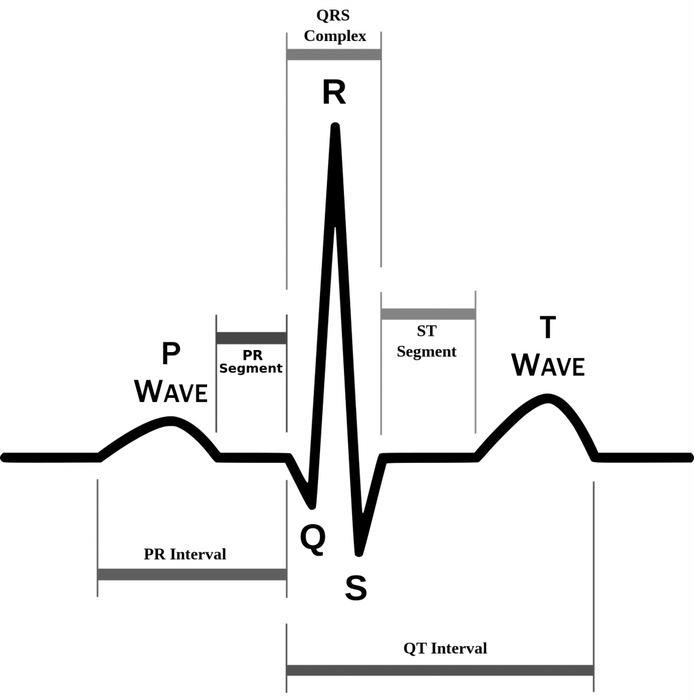 QRS
Complex
R
P
WAVE
PR
Segment
ST
Segment
T
WAVE
Q
S
PR Interval
QT Interval